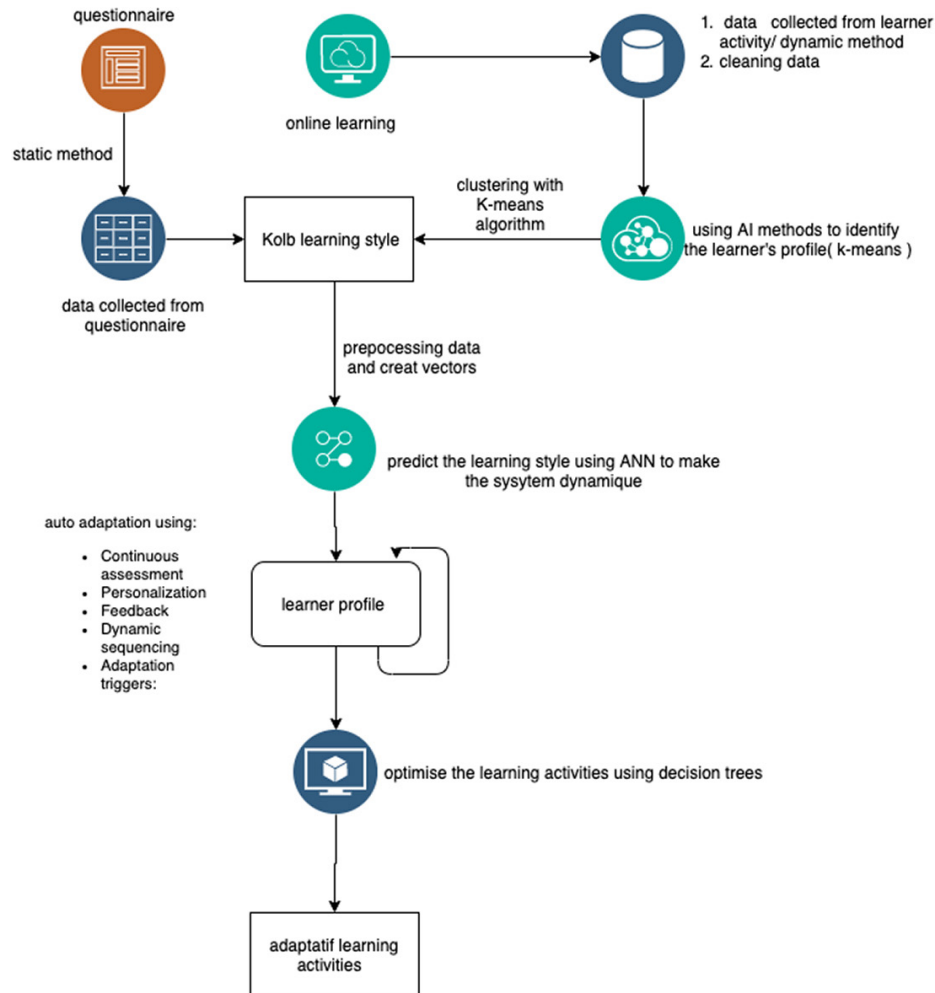 questionnaire
1. data collected from learner
activity/ dynamic method
2. cleaning data
online learning
static method
clustering with
K-means
algorithm
Kolb learning style
using AI methods to identify
the learner's profile( k-means )
data collected from
questionnaire
prepocessing data
and creat vectors
predict the learning style using ANN to make
the sysytem dynamique
auto adaptation using:
• Continuous
assessment
• Personalization
• Feedback
• Dynamic
sequencing
• Adaptation
triggers:
learner profile
optimise the learning activities using decision trees
adaptatif learning
activities